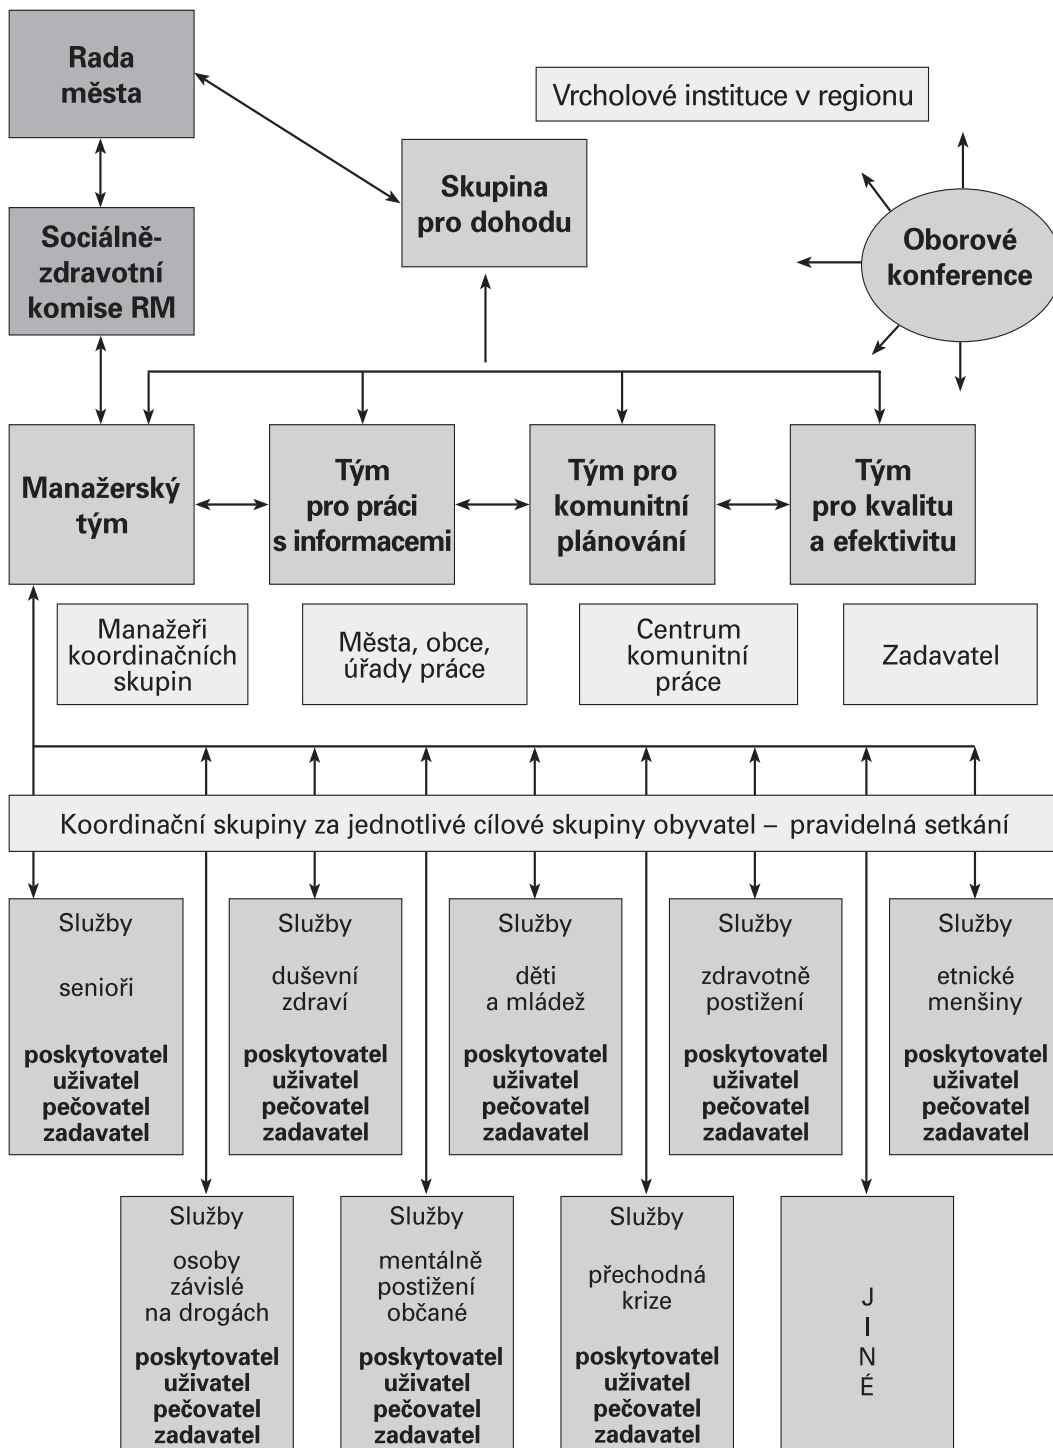 Rada
města
Vrcholové instituce v regionu
Skupina
pro dohodu
Sociálně-
zdravotní
komise RM
Oborové
konference
Manažerský
tým
Tým
pro práci
s informacemi
Tým pro
komunitní
plánování
Tým
pro kvalitu
a efektivitu
Manažeři
koordinačních
skupin
Města, obce,
úřady práce
Centrum
komunitní
práce
Zadavatel
Koordinační skupiny za jednotlivé cílové skupiny obyvatel – pravidelná setkání
Služby
senioři
poskytovatel
uživatel
pečovatel
zadavatel
Služby
duševní
zdraví
poskytovatel
uživatel
pečovatel
zadavatel
Služby
děti
a mládež
poskytovatel
uživatel
pečovatel
zadavatel
Služby
zdravotně
postižení
poskytovatel
uživatel
pečovatel
zadavatel
Služby
etnické
menšiny
poskytovatel
uživatel
pečovatel
zadavatel
Služby
osoby
závislé
na drogách
poskytovatel
uživatel
pečovatel
zadavatel
Služby
mentálně
postižení
občané
poskytovatel
uživatel
pečovatel
zadavatel
Služby
přechodná
krize
poskytovatel
uživatel
pečovatel
zadavatel
J
I
N
É